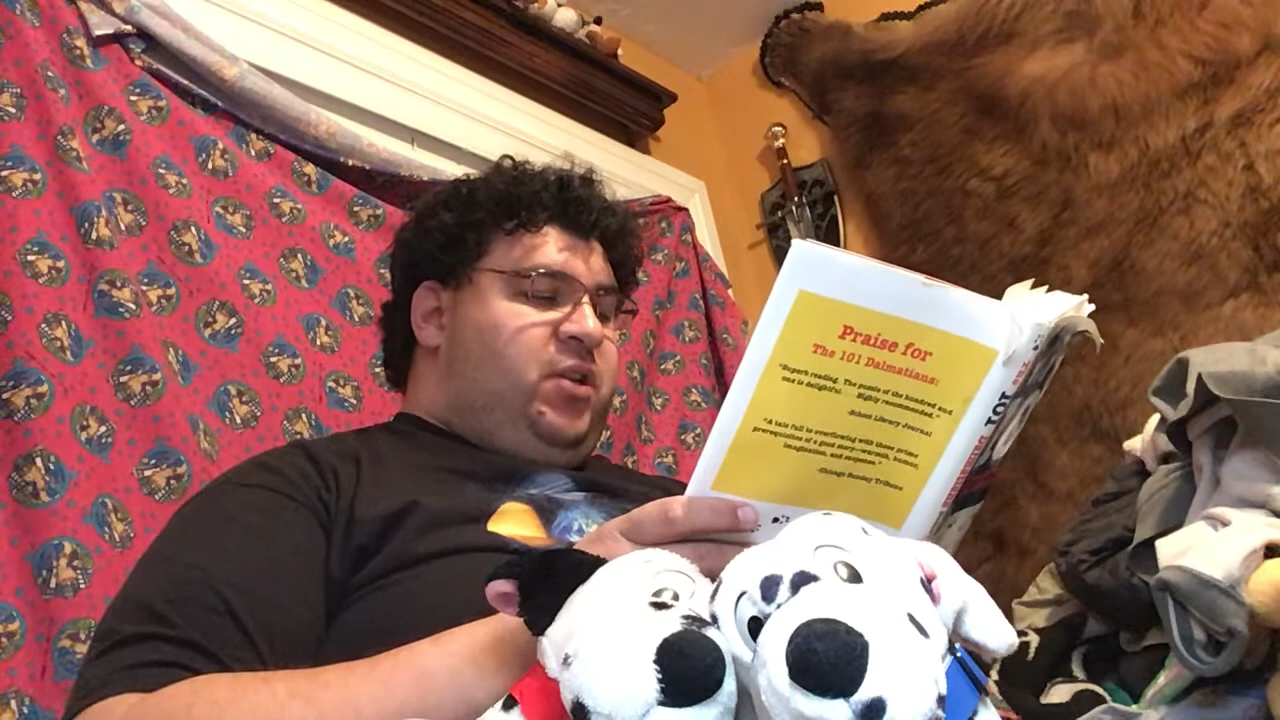 Praise for
The 101 Dalmatians:
"Superb reading. The puzzle of the hundred and
one is delightful. . . . Highly recommended."
-School Library Journal
"A tale full to overflowing with those prime
prerequisites of a good story—warmth, humor,
imagination, and suspense."
-Chicago Sunday Tribune